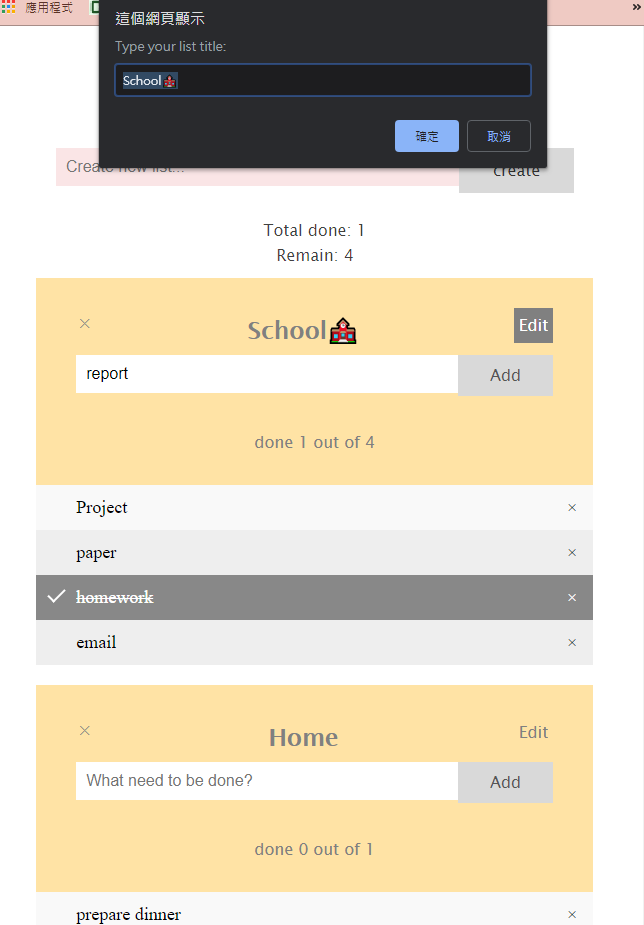 應用程式
»
這個網頁顯示
Type your list title:
School🏫
確定 取消
Create new list...
create
Total done: 1
Remain: 4
× School🏫 Edit
report Add
done 1 out of 4
Project ×
paper ×
✓ homework ×
email ×
× Home Edit
What need to be done? Add
done 0 out of 1
prepare dinner ×